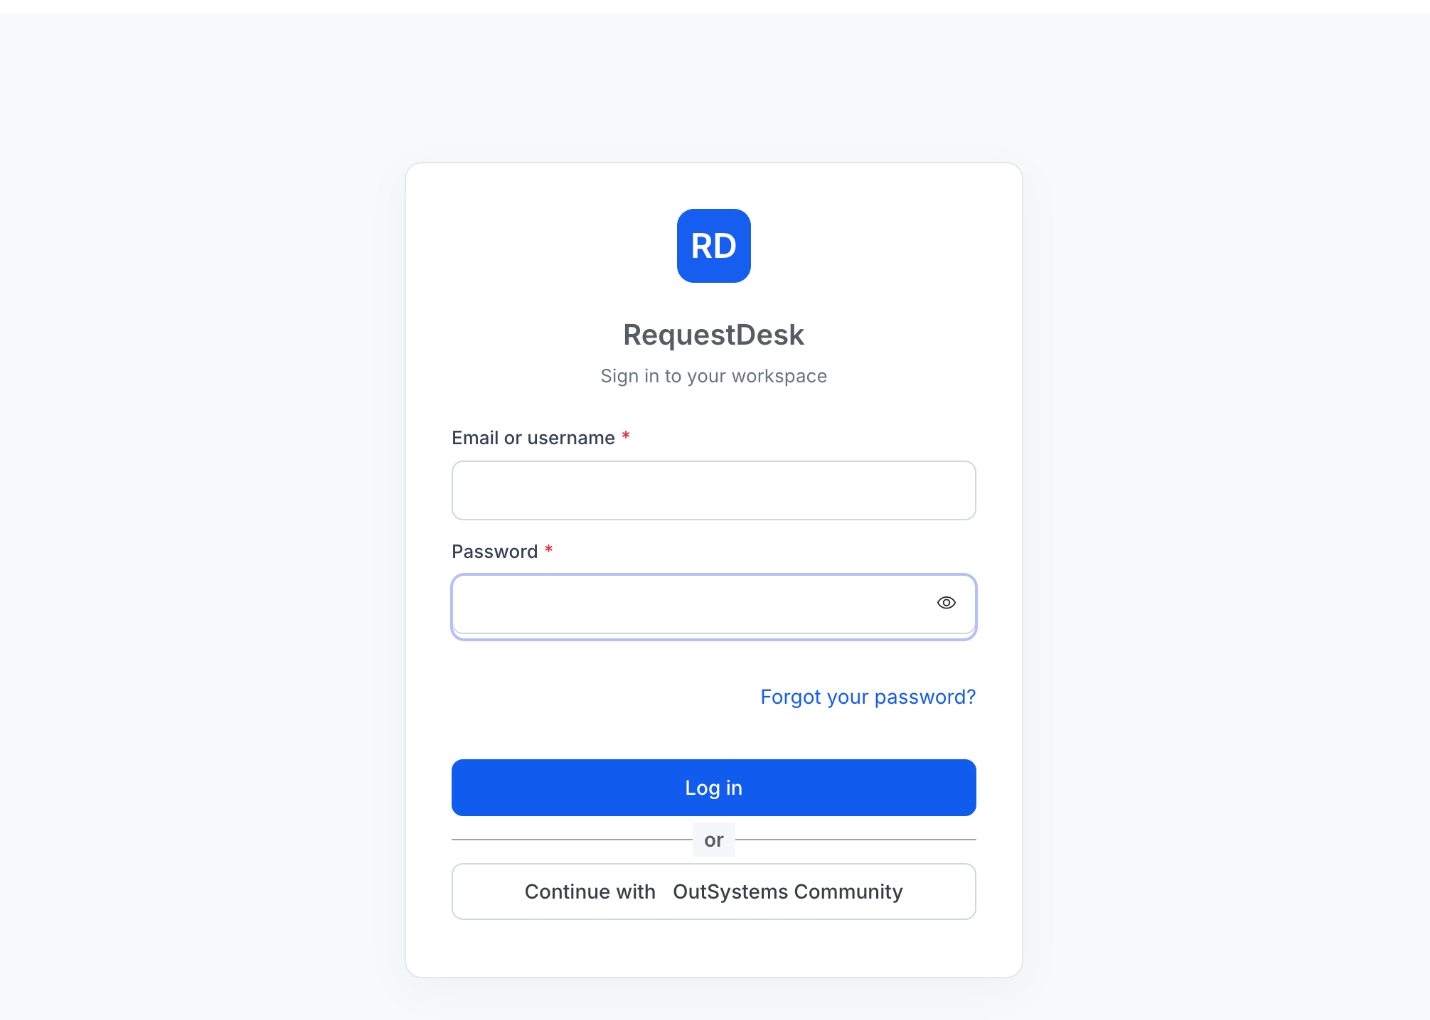 RD
RequestDesk
Sign in to your workspace
Email or username *
Password *
Forgot your password?
Log in
or
Continue with OutSystems Community